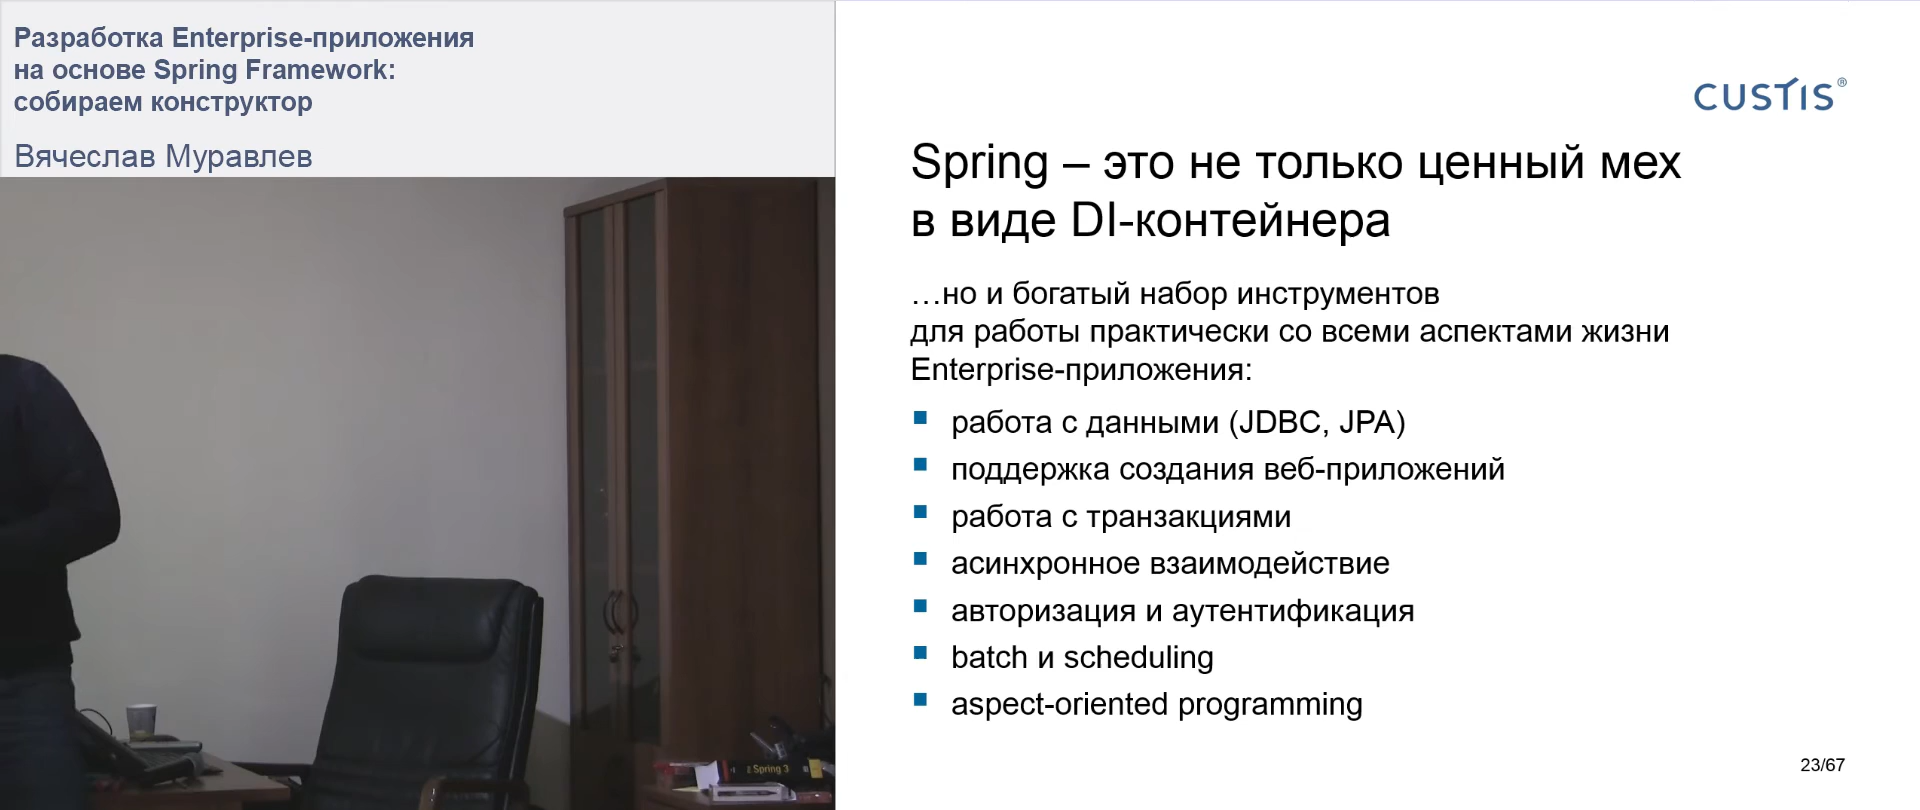 Разработка Enterprise-приложения
на основе Spring Framework:
собираем конструктор
Вячеслав Муравлев
CUSTIS®
Spring – это не только ценный мех
в виде DI-контейнера
…но и богатый набор инструментов
для работы практически со всеми аспектами жизни
Enterprise-приложения:
работа с данными (JDBC, JPA)
поддержка создания веб-приложений
работа с транзакциями
асинхронное взаимодействие
авторизация и аутентификация
batch и scheduling
aspect-oriented programming
23/67
Spring 3